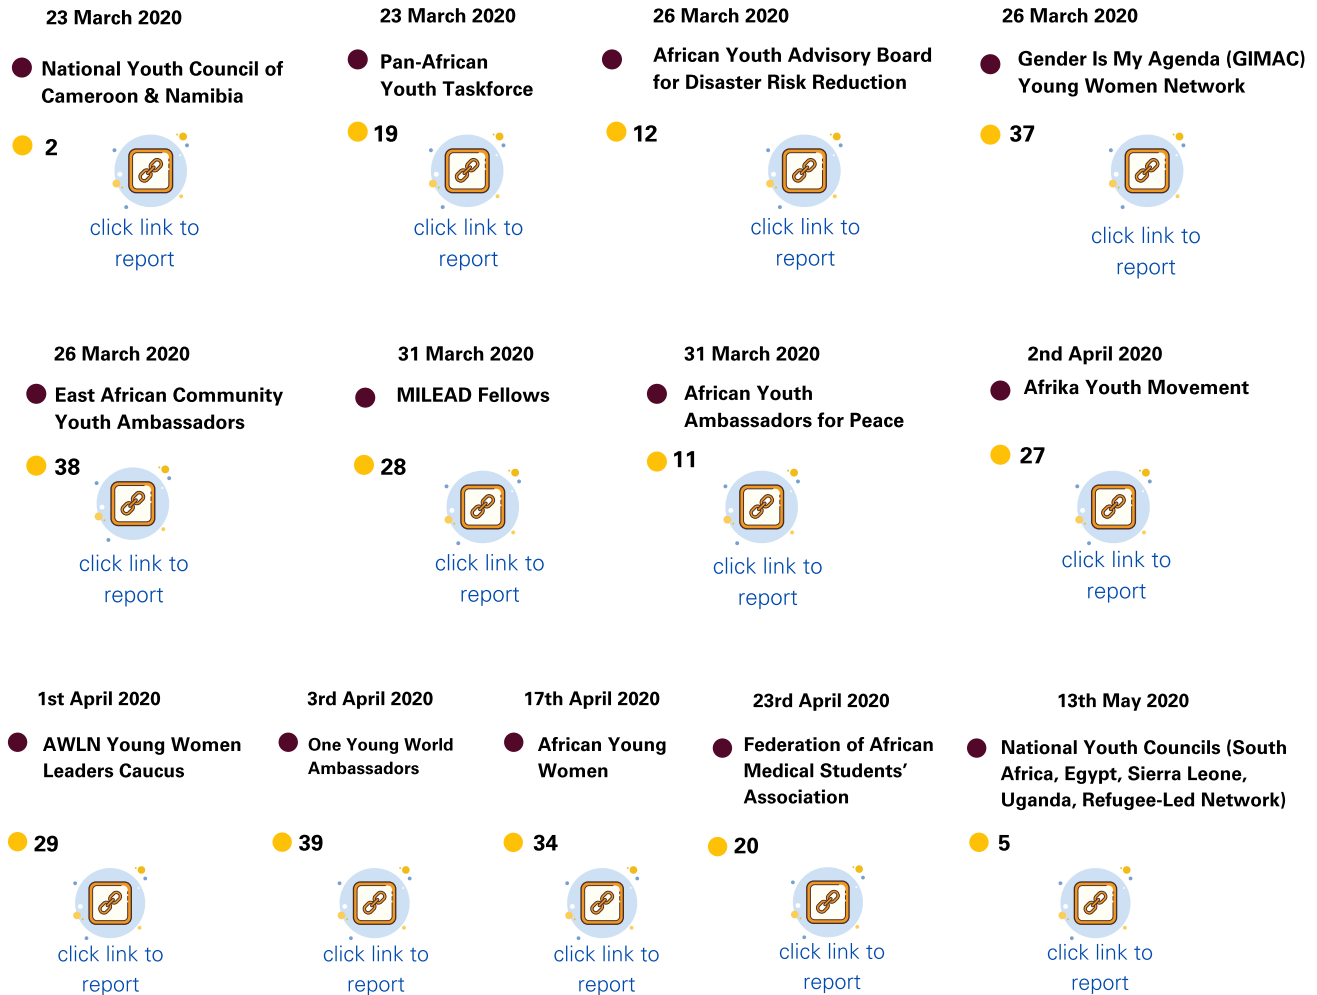 23 March 2020
National Youth Council of
Cameroon & Namibia
2
click link to
report
23 March 2020
Pan-African
Youth Taskforce
19
click link to
report
26 March 2020
African Youth Advisory Board
for Disaster Risk Reduction
12
click link to
report
26 March 2020
Gender Is My Agenda (GIMAC)
Young Women Network
37
click link to
report
26 March 2020
East African Community
Youth Ambassadors
38
click link to
report
31 March 2020
MILEAD Fellows
28
click link to
report
31 March 2020
African Youth
Ambassadors for Peace
11
click link to
report
2nd April 2020
Afrika Youth Movement
27
click link to
report
1st April 2020
AWLN Young Women
Leaders Caucus
29
click link to
report
3rd April 2020
One Young World
Ambassadors
39
click link to
report
17th April 2020
African Young
Women
34
click link to
report
23rd April 2020
Federation of African
Medical Students’
Association
20
click link to
report
13th May 2020
National Youth Councils (South
Africa, Egypt, Sierra Leone,
Uganda, Refugee-Led Network)
5
click link to
report